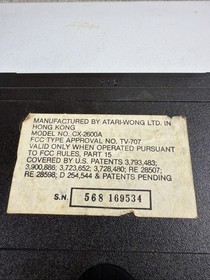 MANUFACTURED BY ATARI-WONG LTD. IN
HONG KONG
MODEL NO. CX-2600A
FCC TYPE APPROVAL NO. TV-707
VALID ONLY WHEN OPERATED PURSUANT
TO FCC RULES, PART 15
COVERED BY U.S. PATENTS 3,793,483;
3,900,886; 3,723,652; 3,728,480; RE 28507;
RE 28598; D 254,544 & PATENTS PENDING
S.N. 568 169534